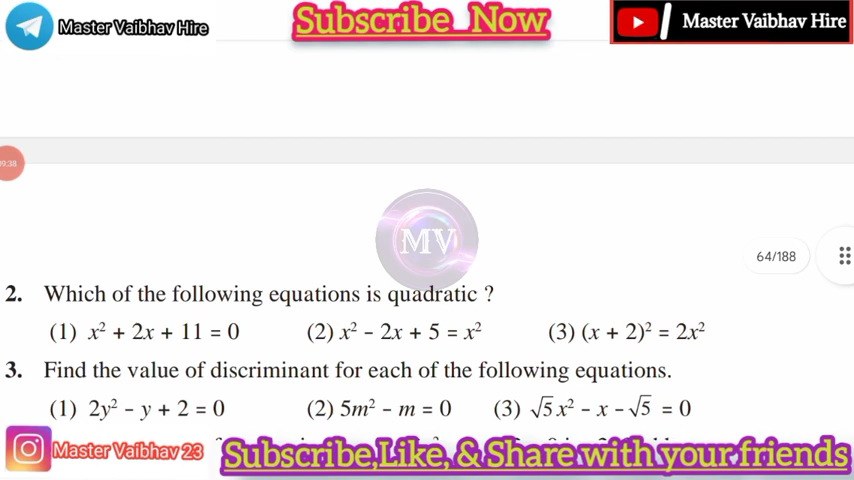 Master Vaibhav Hire
Subscribe Now
Master Vaibhav Hire
09:38
MV
64/188
2. Which of the following equations is quadratic ?
(1) x² + 2x + 11 = 0 (2) x² − 2x + 5 = x² (3) (x + 2)² = 2x²
3. Find the value of discriminant for each of the following equations.
(1) 2y² − y + 2 = 0 (2) 5m² − m = 0 (3) √5x² − x − √5 = 0
Master Vaibhav 23
Subscribe,Like, & Share with your friends